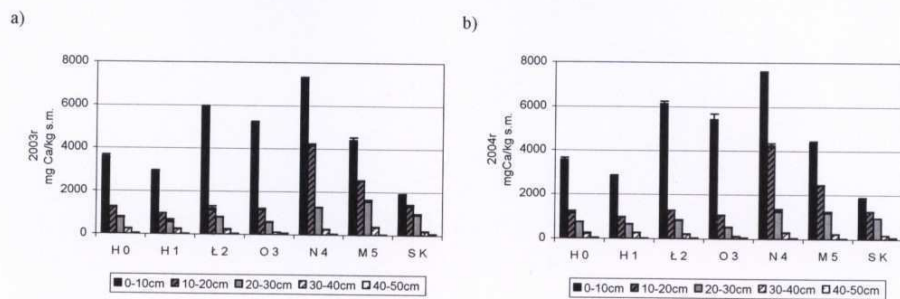 a)
8000
6000
4000
2000
0
2003r
mg Ca/kg s.m.
H 0 H 1 Ł 2 O 3 N 4 M 5 S K
0-10cm 10-20cm 20-30cm 30-40cm 40-50cm
b)
8000
6000
4000
2000
0
2004r
mgCa/kg s.m.
H 0 H 1 Ł 2 O 3 N 4 M 5 S K
0-10cm 10-20cm 20-30cm 30-40cm 40-50cm